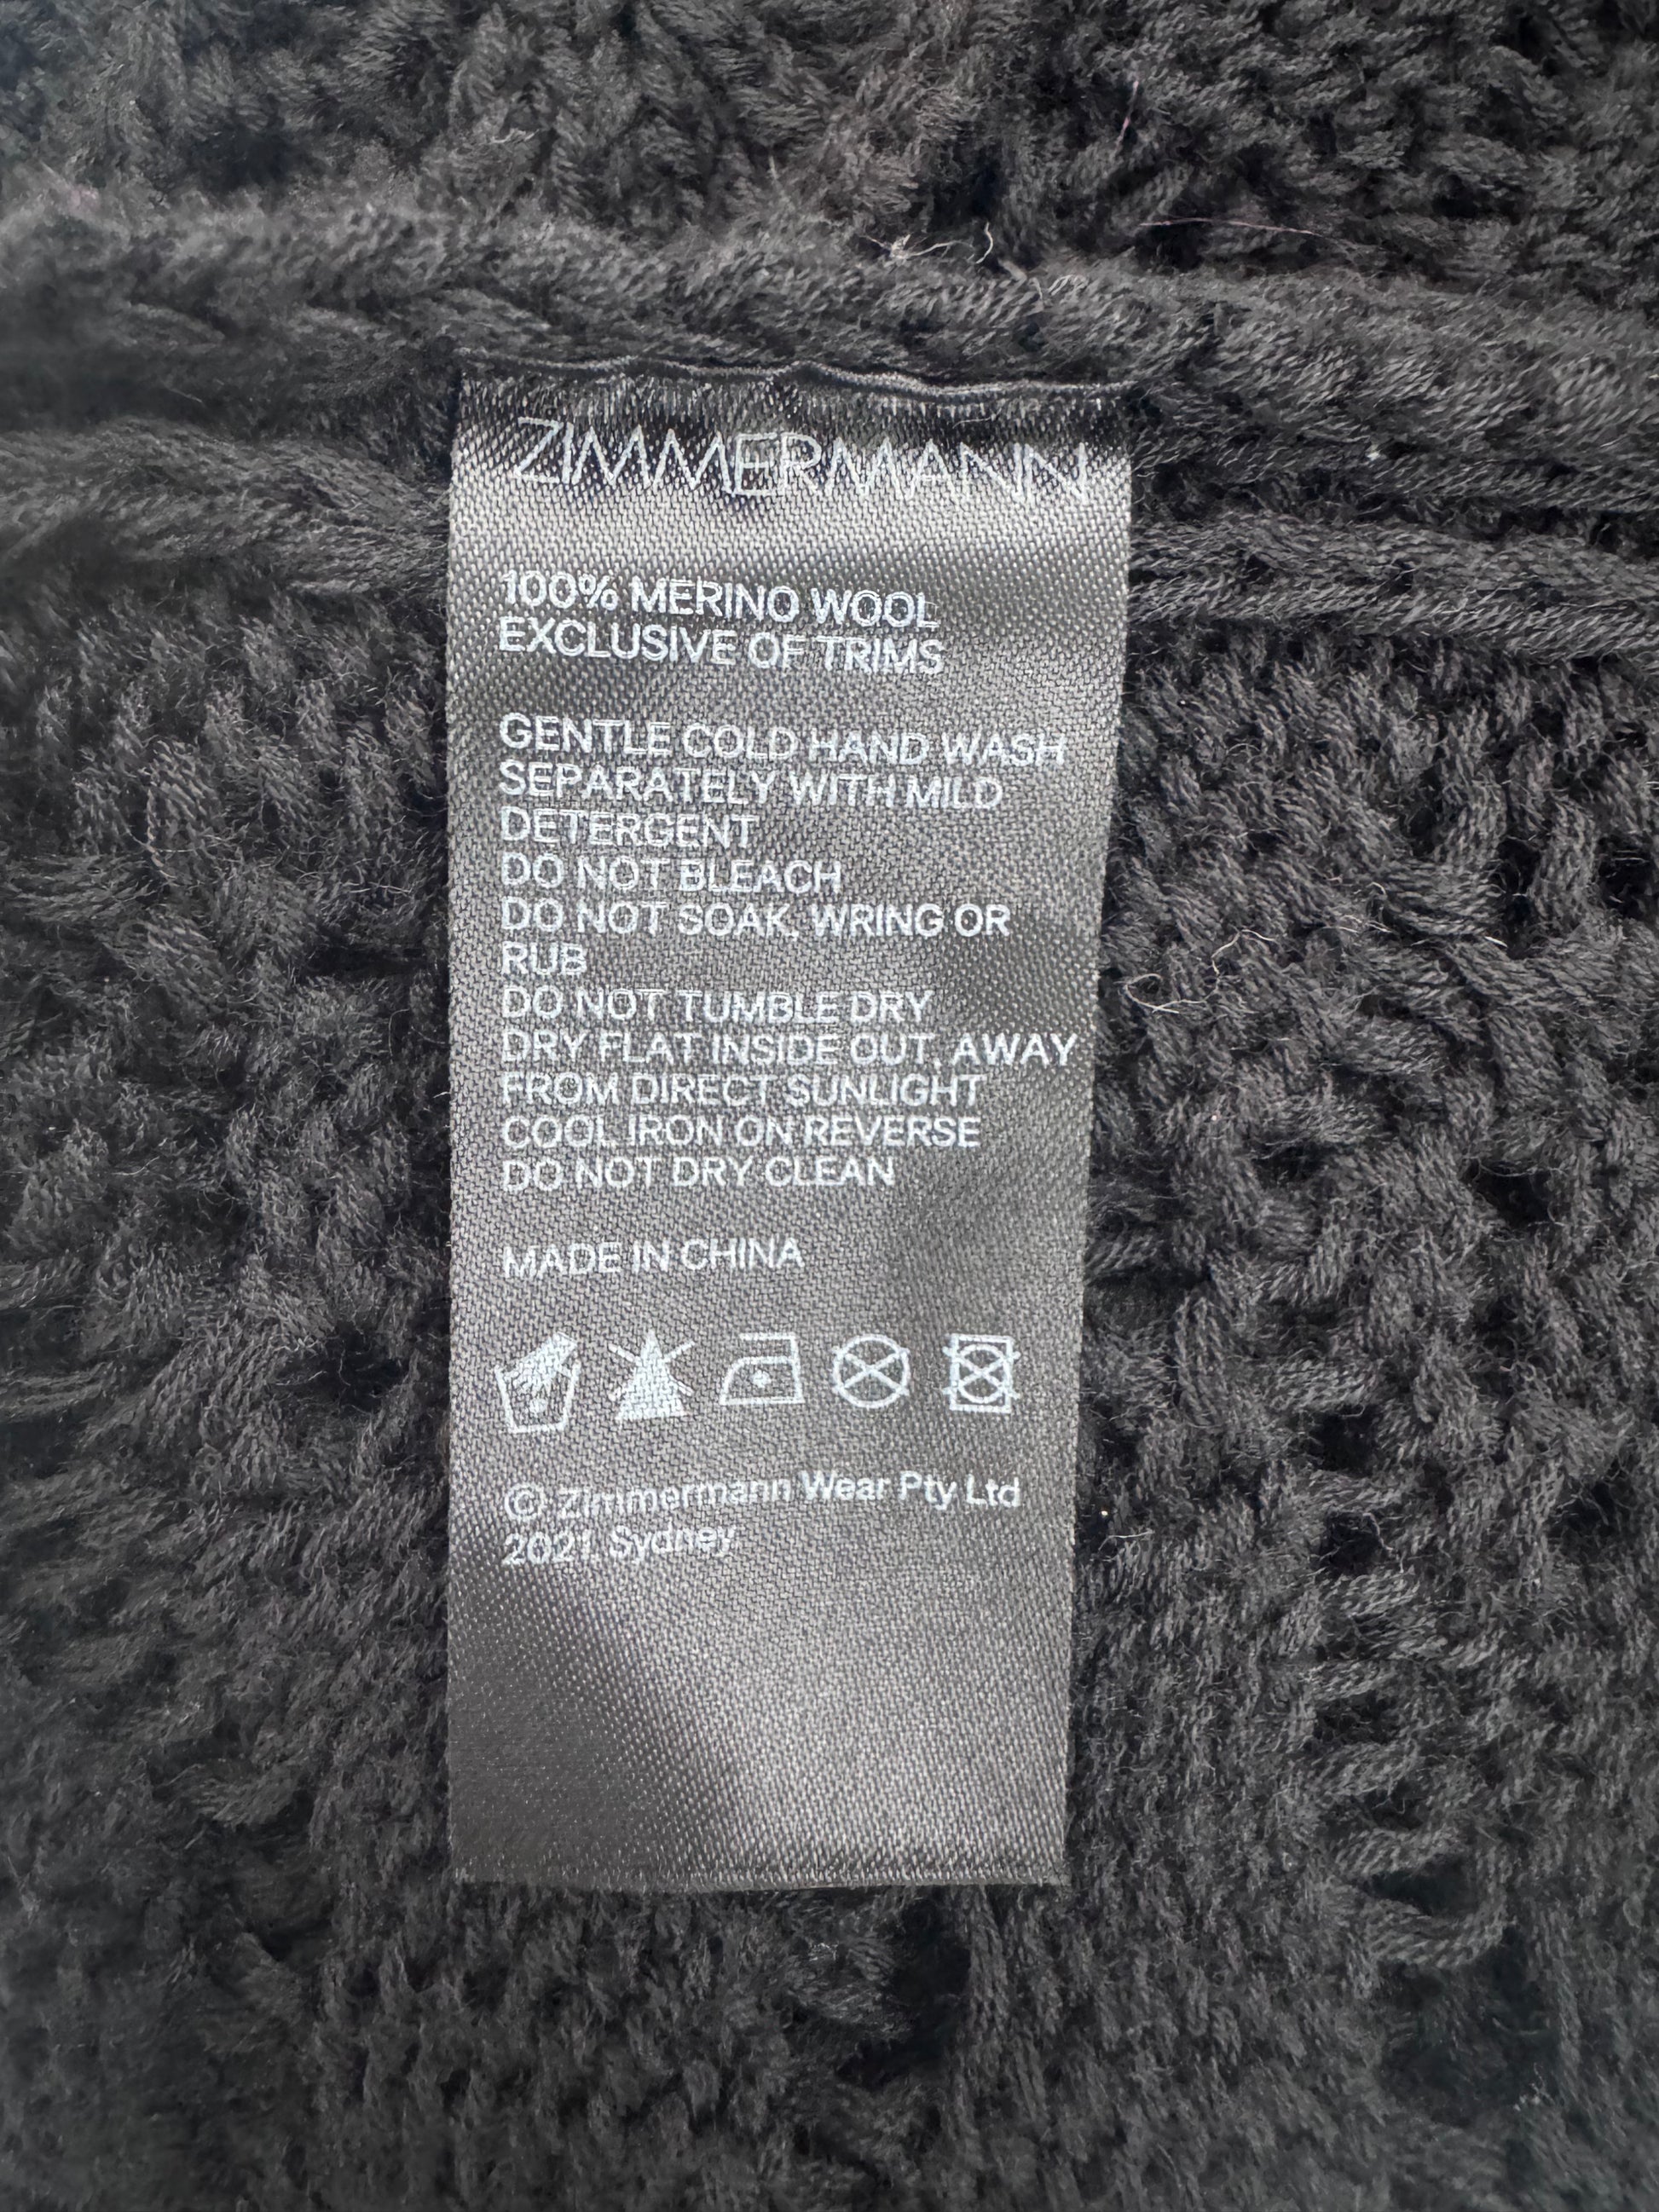 ZIMMERMANN
100% MERINO WOOL
EXCLUSIVE OF TRIMS
GENTLE COLD HAND WASH
SEPARATELY WITH MILD
DETERGENT
DO NOT BLEACH
DO NOT SOAK, WRING OR
RUB
DO NOT TUMBLE DRY
DRY FLAT INSIDE OUT, AWAY
FROM DIRECT SUNLIGHT
COOL IRON ON REVERSE
DO NOT DRY CLEAN
MADE IN CHINA
© Zimmermann Wear Pty Ltd
2021, Sydney